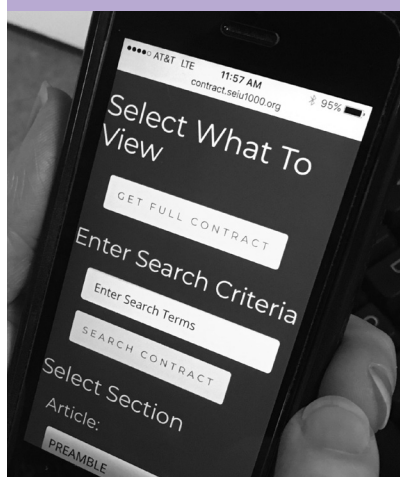 AT&T LTE 11:57 AM 95%
contract.seiu1000.org
Select What To
View
GET FULL CONTRACT
Enter Search Criteria
Enter Search Terms
SEARCH CONTRACT
Select Section
Article:
PREAMBLE